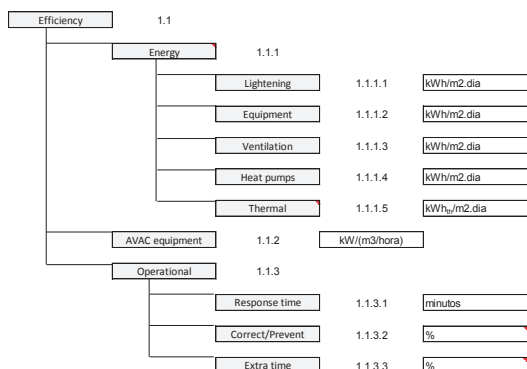 Efficiency 1.1
Energy 1.1.1
Lightening 1.1.1.1 kWh/m2.dia
Equipment 1.1.1.2 kWh/m2.dia
Ventilation 1.1.1.3 kWh/m2.dia
Heat pumps 1.1.1.4 kWh/m2.dia
Thermal 1.1.1.5 kWhth/m2.dia
AVAC equipment 1.1.2 kW/(m3/hora)
Operational 1.1.3
Response time 1.1.3.1 minutos
Correct/Prevent 1.1.3.2 %
Extra time 1.1.3.3 %